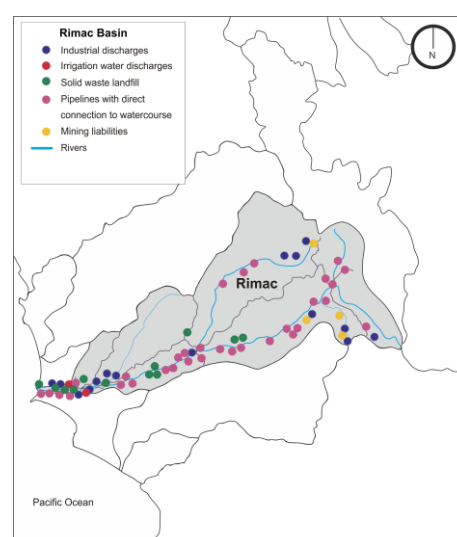 Rimac Basin
Industrial discharges
Irrigation water discharges
Solid waste landfill
Pipelines with direct
connection to watercourse
Mining liabilities
Rivers
N
Rimac
Pacific Ocean